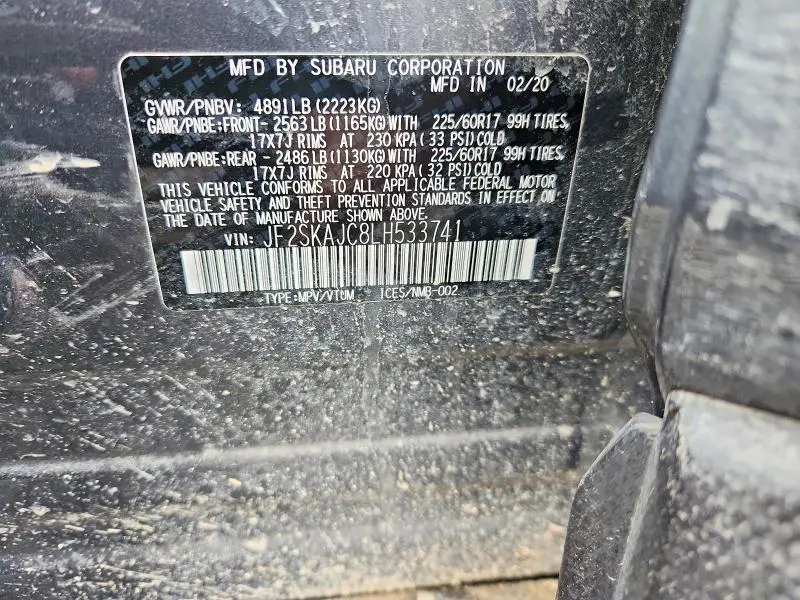 MFD BY SUBARU CORPORATION
MFD IN 02/20
GVWR/PNBV: 4891LB(2223KG)
GAWR/PNBE:FRONT- 2563LB(1165KG)WITH 225/60R17 99H TIRES,
17X7J RIMS AT 230 KPA(33 PSI)COLD
GAWR/PNBE:REAR - 2486LB(1130KG)WITH 225/60R17 99H TIRES,
17X7J RIMS AT 220 KPA(32 PSI)COLD
THIS VEHICLE CONFORMS TO ALL APPLICABLE FEDERAL MOTOR
VEHICLE SAFETY AND THEFT PREVENTION STANDARDS IN EFFECT ON
THE DATE OF MANUFACTURE SHOWN ABOVE.
VIN: JF2SKAJC8LH533741
TYPE:MPV/VTUM ICES/NMB-002